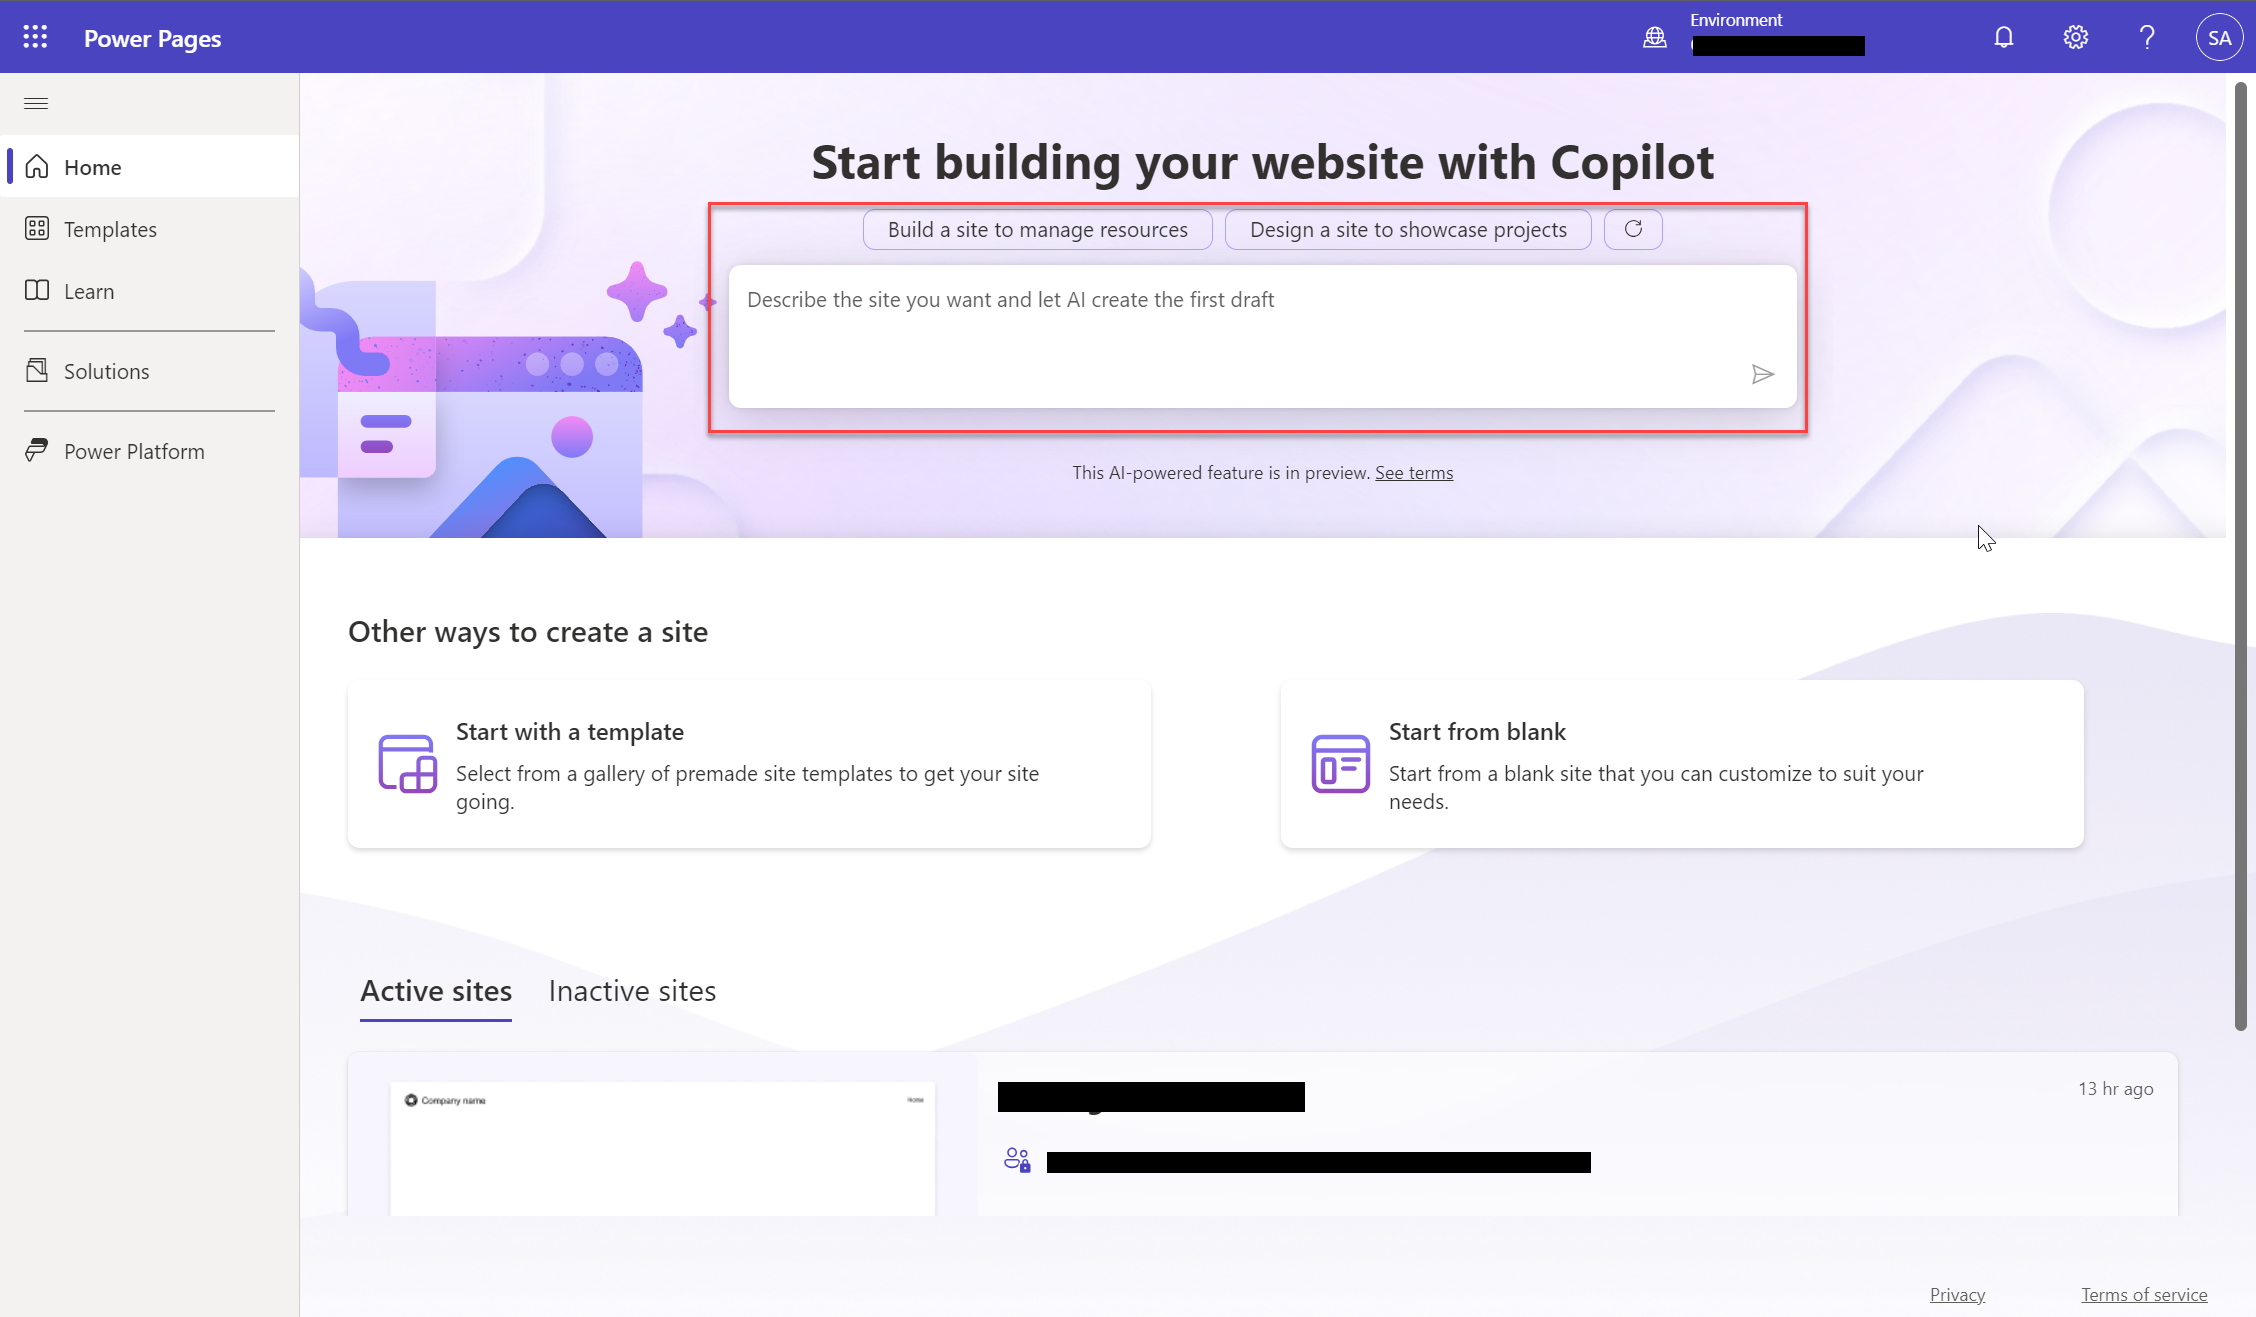 Power Pages
Environment
SA
Home
Templates
Learn
Solutions
Power Platform
Start building your website with Copilot
Build a site to manage resources
Design a site to showcase projects
Describe the site you want and let AI create the first draft
This AI-powered feature is in preview. See terms
Other ways to create a site
Start with a template
Select from a gallery of premade site templates to get your site
going.
Start from blank
Start from a blank site that you can customize to suit your
needs.
Active sites
Inactive sites
Company name
Home
13 hr ago
Privacy
Terms of service